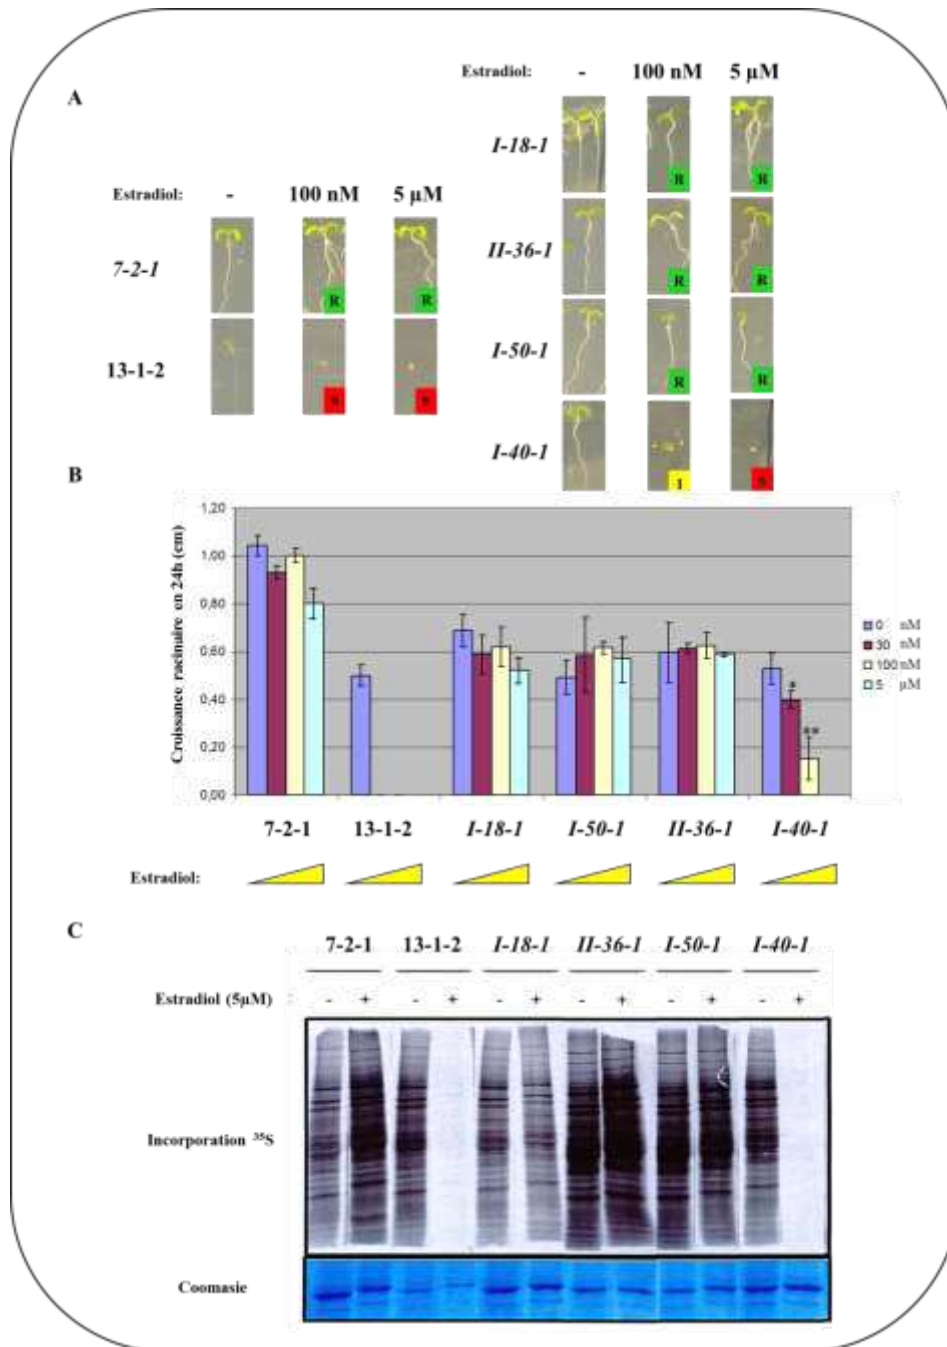 A
Estradiol: - 100 nM 5 µM
7-2-1
R R
13-1-2
S S
Estradiol: - 100 nM 5 µM
I-18-1
R R
II-36-1
R R
I-50-1
R R
I-40-1
I S
B
Croissance racinaire en 24h (cm)
1,20
1,00
0,80
0,60
0,40
0,20
0,00
* **
0 nM
30 nM
100 nM
5 µM
7-2-1 13-1-2 I-18-1 I-50-1 II-36-1 I-40-1
Estradiol:
C
7-2-1 13-1-2 I-18-1 II-36-1 I-50-1 I-40-1
Estradiol (5µM) - + - + - + - + - + - +
Incorporation ³⁵S
Coomasie